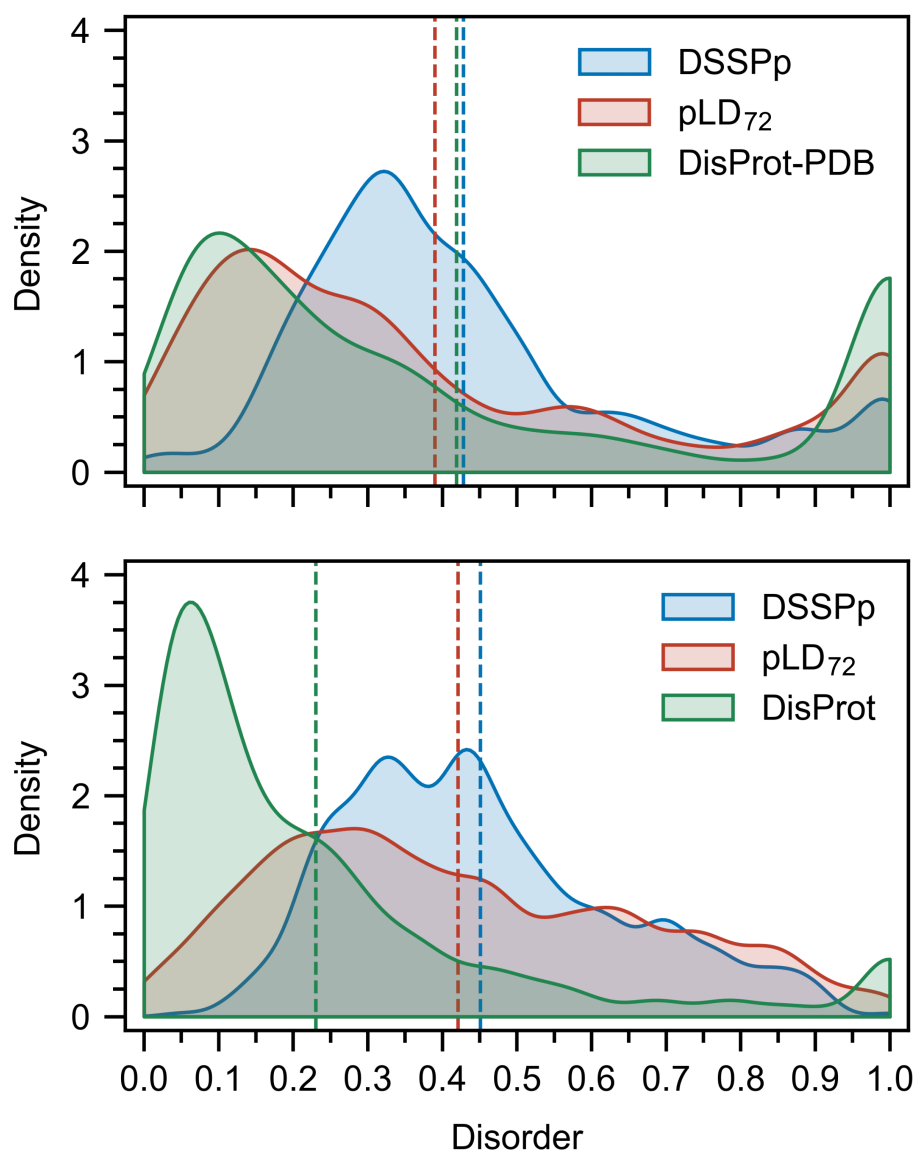 4
3
2
1
0
Density
DSSPp
pLD72
DisProt-PDB
4
3
2
1
0
Density
DSSPp
pLD72
DisProt
0.0 0.1 0.2 0.3 0.4 0.5 0.6 0.7 0.8 0.9 1.0
Disorder